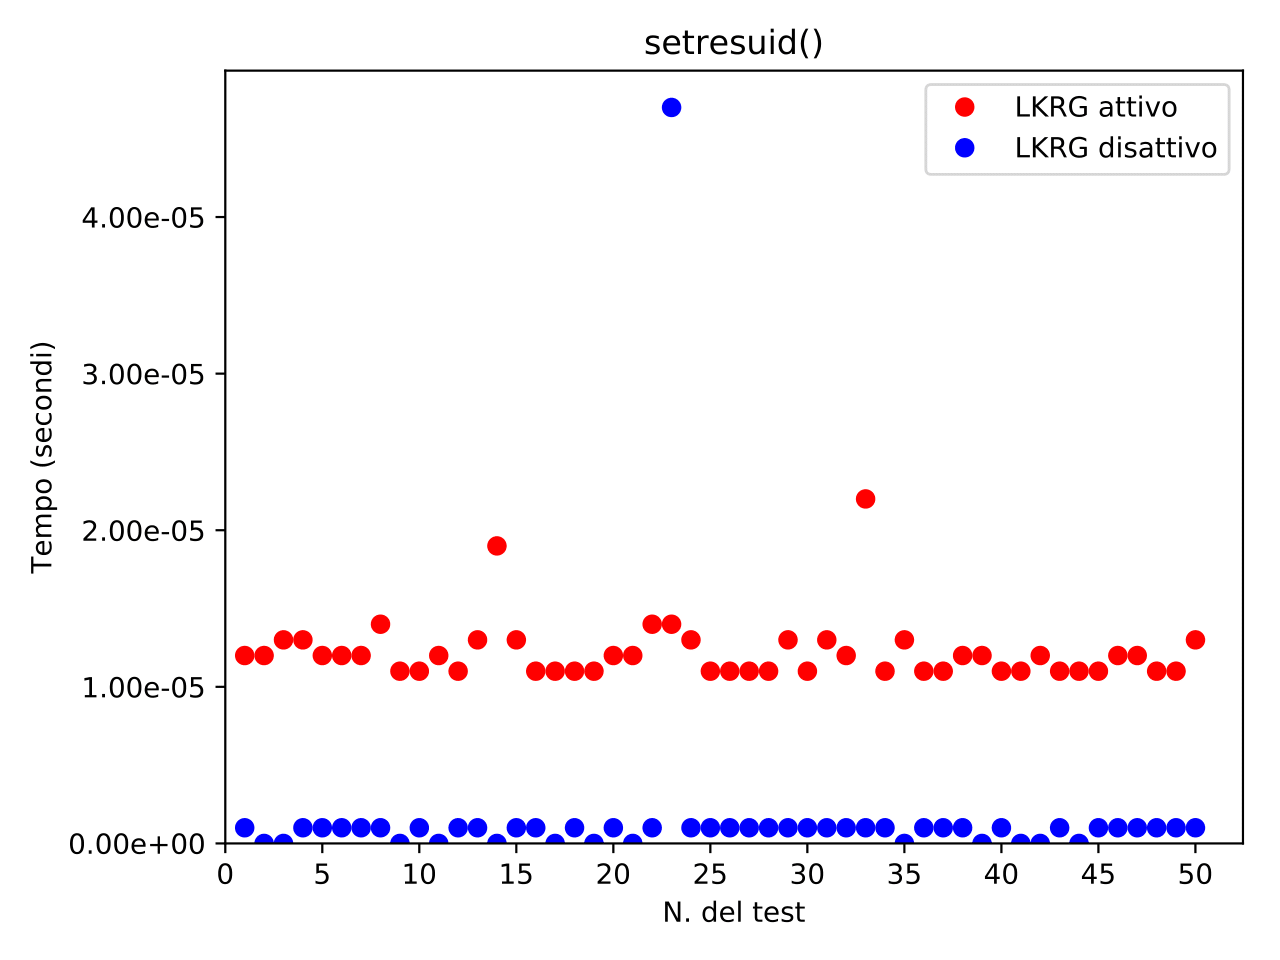 setresuid()
LKRG attivo
LKRG disattivo
Tempo (secondi)
4.00e-05
3.00e-05
2.00e-05
1.00e-05
0.00e+00
0 5 10 15 20 25 30 35 40 45 50
N. del test